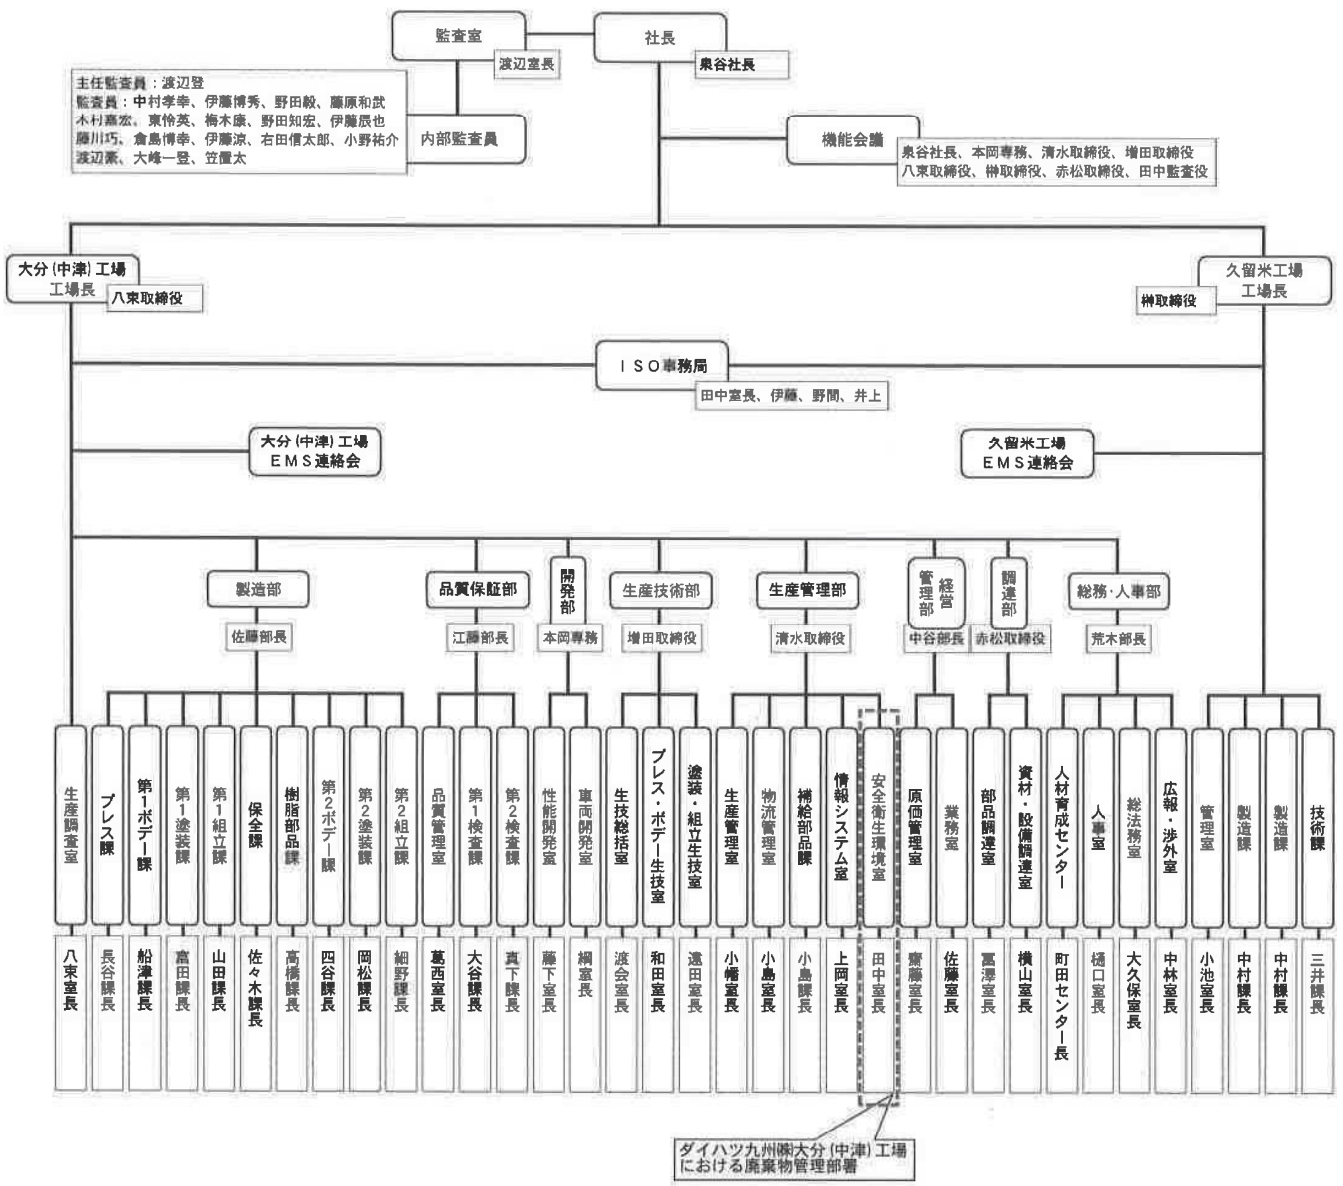 監査室
渡辺室長
社長
泉谷社長
主任監査員：渡辺登
監査員：中村孝幸、伊藤博秀、野田毅、藤原和武
木村嘉宏、東怜英、梅木康、野田知宏、伊藤辰也
藤川巧、倉島博幸、伊藤涼、右田信太郎、小野祐介
渡辺豪、大峰一登、笠置太
内部監査員
機能会議
泉谷社長、本岡専務、清水取締役、増田取締役
八束取締役、榊取締役、赤松取締役、田中監査役
大分(中津)工場
工場長
八束取締役
久留米工場
工場長
榊取締役
ＩＳＯ事務局
田中室長、伊藤、野間、井上
大分(中津)工場
ＥＭＳ連絡会
久留米工場
ＥＭＳ連絡会
製造部
佐藤部長
品質保証部
江藤部長
開発部
本岡専務
生産技術部
増田取締役
生産管理部
清水取締役
経営
管理部
中谷部長
調達部
赤松取締役
総務・人事部
荒木部長
生産調査室
プレス課
第1ボデー課
第1塗装課
第1組立課
保全課
樹脂部品課
第2ボデー課
第2塗装課
第2組立課
品質管理室
第1検査課
第2検査課
性能開発室
車両開発室
生技総括室
プレス・ボデー生技室
塗装・組立生技室
生産管理室
物流管理室
補給部品課
情報システム室
安全衛生環境室
原価管理室
業務室
部品調達室
資材・設備調達室
人材育成センター
人事室
総法務室
広報・渉外室
管理室
製造課
製造課
技術課
八束室長
長谷課長
船津課長
富田課長
山田課長
佐々木課長
高橋課長
四谷課長
岡松課長
細野課長
葛西室長
大谷課長
真下課長
藤下室長
綱室長
渡会室長
和田室長
遠田室長
小幡室長
小島室長
小島課長
上岡室長
田中室長
齋藤室長
佐藤室長
冨澤室長
横山室長
町田センター長
樋口室長
大久保室長
中林室長
小池室長
中村課長
中村課長
三井課長
ダイハツ九州㈱大分(中津)工場
における廃棄物管理部署